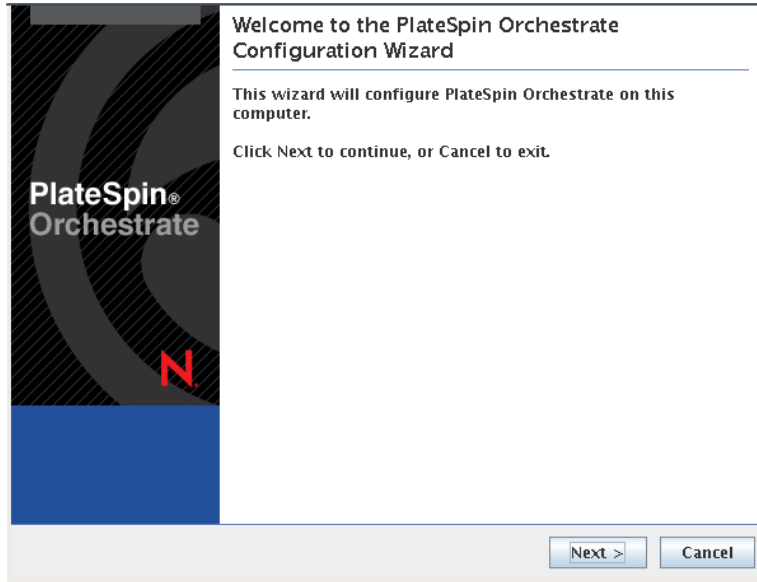 Welcome to the PlateSpin Orchestrate
Configuration Wizard
This wizard will configure PlateSpin Orchestrate on this
computer.
Click Next to continue, or Cancel to exit.
PlateSpin®
Orchestrate
N.
Next >
Cancel